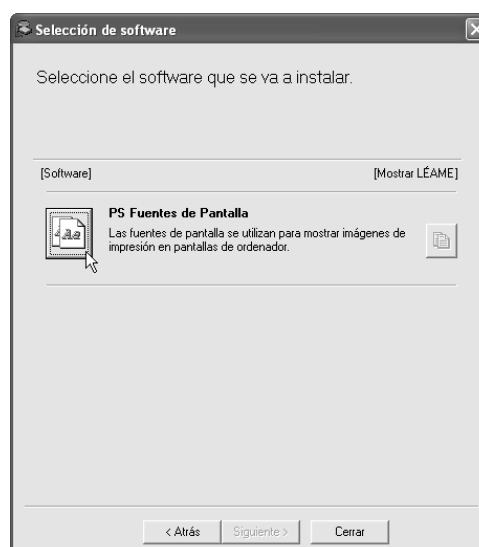 Selección de software
Seleccione el software que se va a instalar.
[Software] [Mostrar LÉAME]
PS Fuentes de Pantalla
Las fuentes de pantalla se utilizan para mostrar imágenes de
impresión en pantallas de ordenador.
< Atrás Siguiente > Cerrar